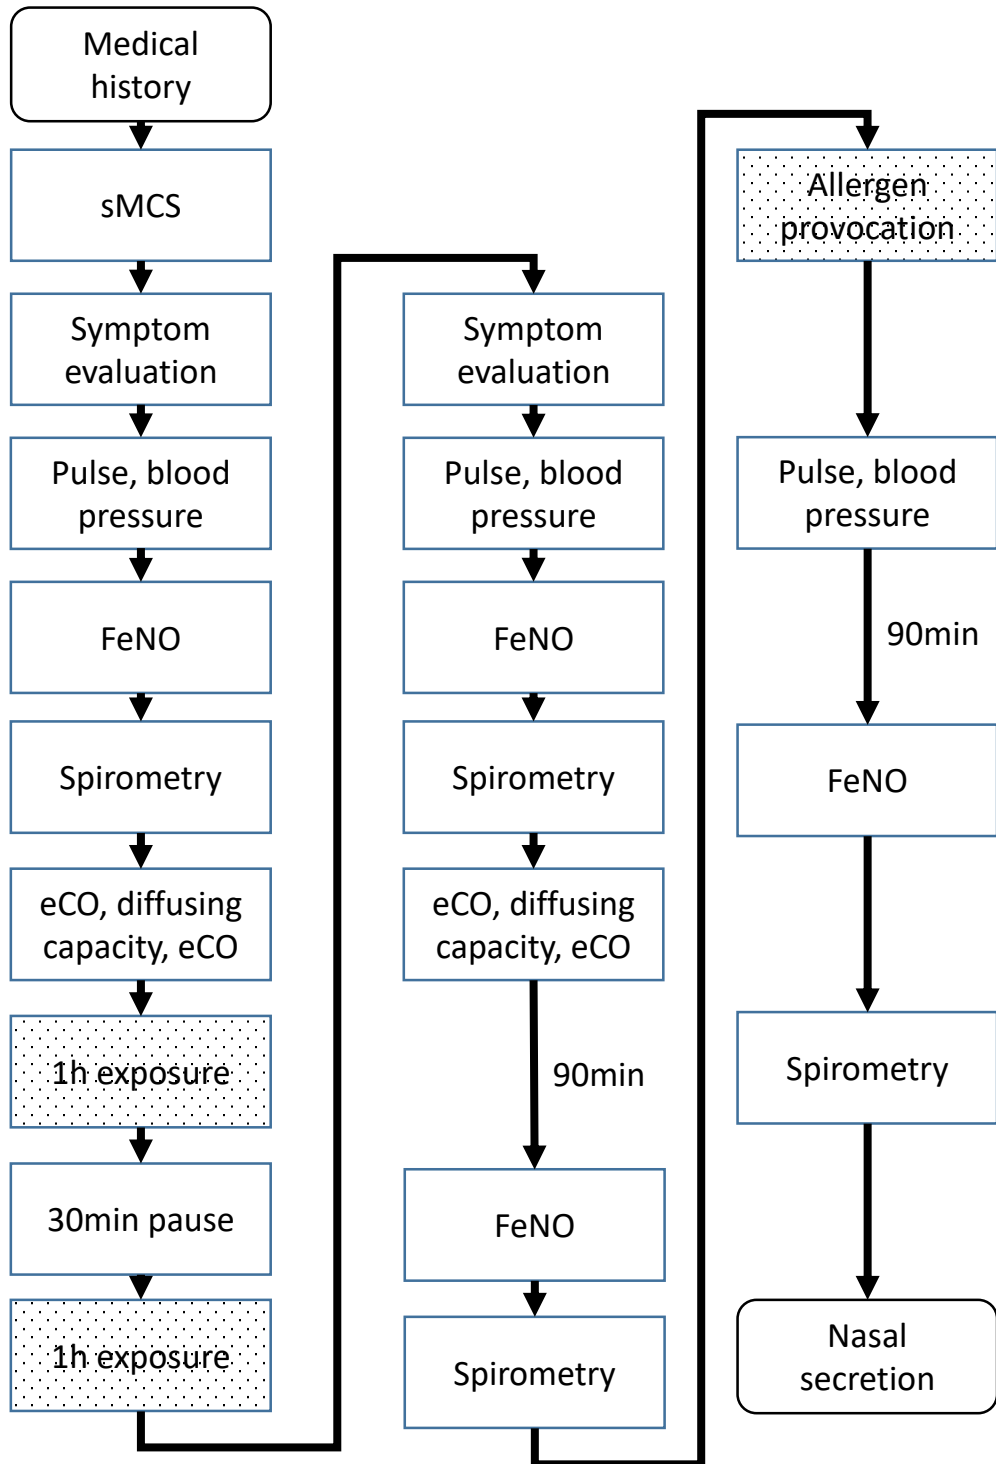 Medical
history
sMCS
Symptom
evaluation
Pulse, blood
pressure
FeNO
Spirometry
eCO, diffusing
capacity, eCO
1h exposure
30min pause
1h exposure
Symptom
evaluation
Pulse, blood
pressure
FeNO
Spirometry
eCO, diffusing
capacity, eCO
90min
FeNO
Spirometry
Allergen
provocation
Pulse, blood
pressure
90min
FeNO
Spirometry
Nasal
secretion